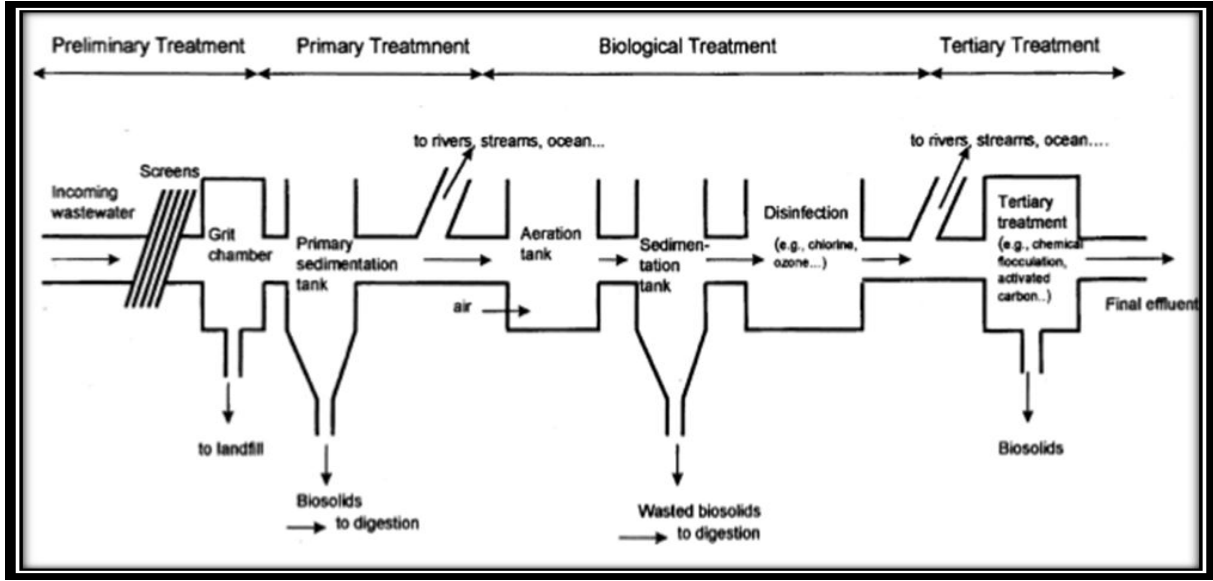 Preliminary Treatment
Primary Treatmnent
Biological Treatment
Tertiary Treatment
to rivers, streams, ocean...
to rivers, streams, ocean....
Screens
Incoming
wastewater
Grit
chamber
Primary
sedimentation
tank
Aeration
tank
air
Sedimen-
tation
tank
Disinfection
(e.g., chlorine,
ozone...)
Tertiary
treatment
(e.g., chemical
flocculation,
activated
carbon..)
Final effluent
to landfill
Biosolids
to digestion
Wasted biosolids
to digestion
Biosolids